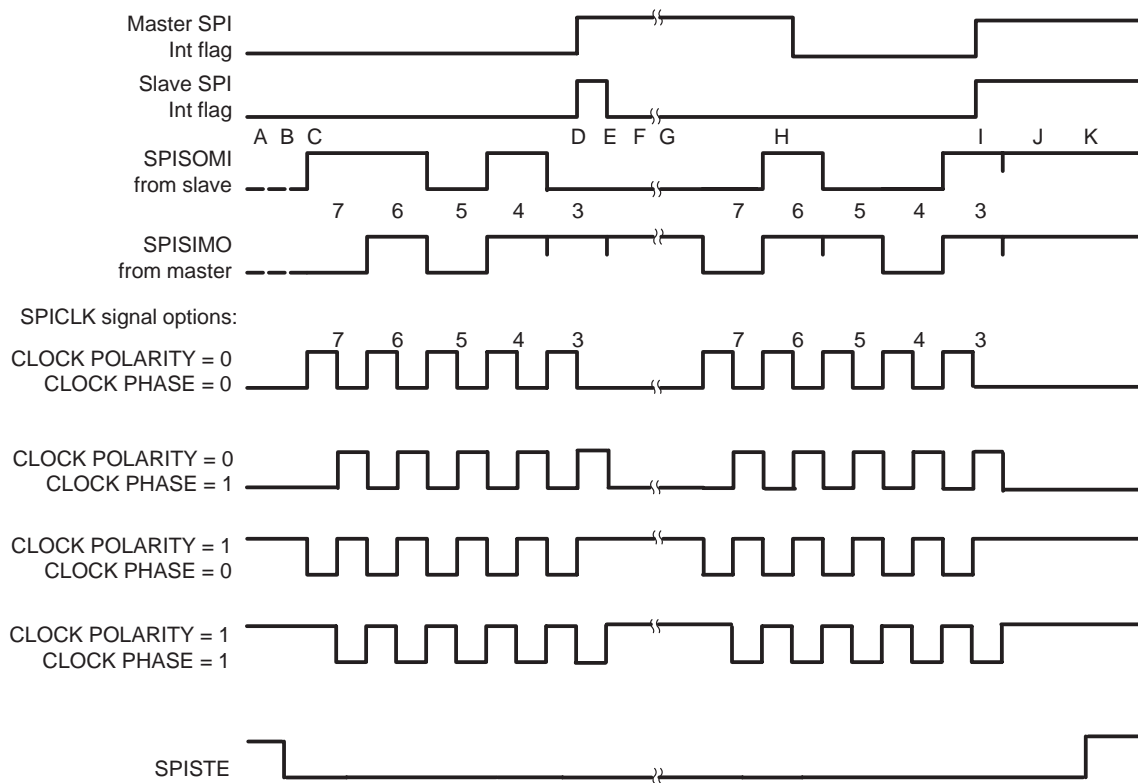 Master SPI
Int flag
Slave SPI
Int flag
A B C D E F G H I J K
SPISOMI
from slave
7 6 5 4 3 7 6 5 4 3
SPISIMO
from master
SPICLK signal options:
7 6 5 4 3 7 6 5 4 3
CLOCK POLARITY = 0
CLOCK PHASE = 0
CLOCK POLARITY = 0
CLOCK PHASE = 1
CLOCK POLARITY = 1
CLOCK PHASE = 0
CLOCK POLARITY = 1
CLOCK PHASE = 1
SPISTE